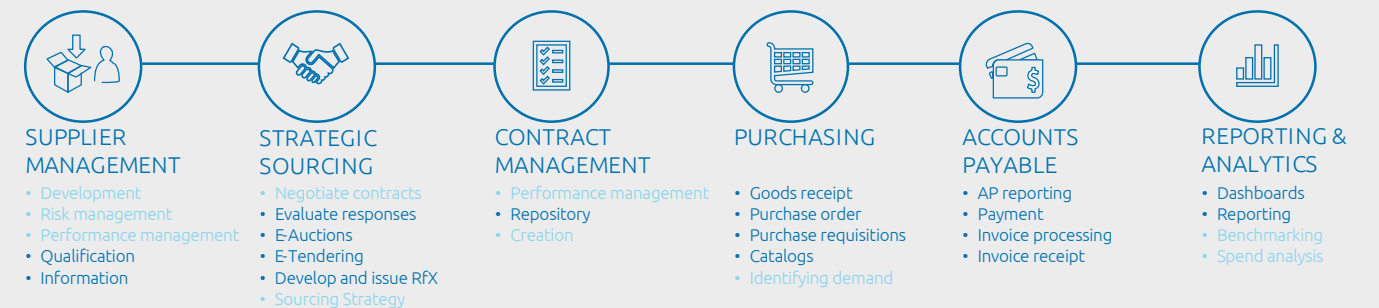 SUPPLIER
MANAGEMENT
• Development
• Risk management
• Performance management
• Qualification
• Information
STRATEGIC
SOURCING
• Negotiate contracts
• Evaluate responses
• E-Auctions
• E-Tendering
• Develop and issue RfX
• Sourcing Strategy
CONTRACT
MANAGEMENT
• Performance management
• Repository
• Creation
PURCHASING
• Goods receipt
• Purchase order
• Purchase requisitions
• Catalogs
• Identifying demand
$
ACCOUNTS
PAYABLE
• AP reporting
• Payment
• Invoice processing
• Invoice receipt
REPORTING &
ANALYTICS
• Dashboards
• Reporting
• Benchmarking
• Spend analysis